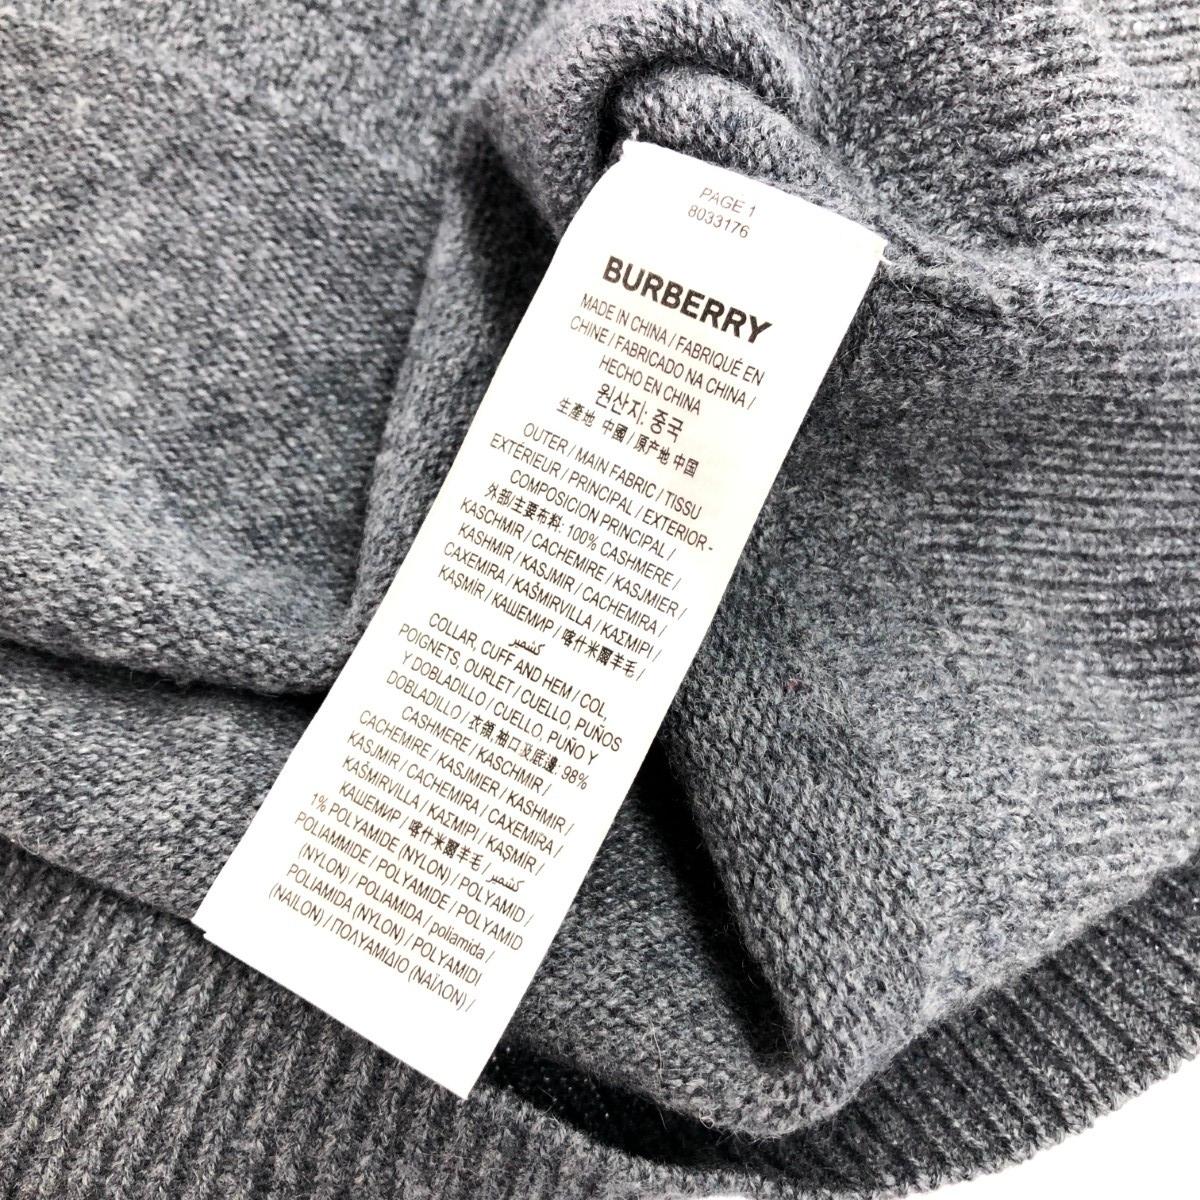 PAGE 1
8033176
BURBERRY
MADE IN CHINA / FABRIQUÉ EN
CHINE / FABRICADO NA CHINA /
HECHO EN CHINA
원산지: 중국
生產地 中國 / 原产地 中国
OUTER / MAIN FABRIC / TISSU
EXTÉRIEUR / PRINCIPAL / EXTERIOR -
COMPOSICION PRINCIPAL /
外部/主要布料: 100% CASHMERE /
KASCHMIR / CACHEMIRE / KASJMIER /
KASHMIR / KASJMIR / CACHEMIRA /
CAXEMIRA / KAŠMIRVILLA / ΚΑΣΜΙΡΙ /
KASMİR / КАШЕМИР / 喀什米爾羊毛 /
كشمير
COLLAR, CUFF AND HEM / COL,
POIGNETS, OURLET / CUELLO, PUÑOS
Y DOBLADILLO / CUELLO, PUÑO Y
DOBLADILLO / 衣領 袖口及底邊: 98%
CASHMERE / KASCHMIR /
CACHEMIRE / KASJMIER / KASHMIR /
KASJMIR / CACHEMIRA / CAXEMIRA /
KAŠMIRVILLA / ΚΑΣΜΙΡΙ / KASMİR /
КАШЕМИР / 喀什米爾羊毛 / كشمير
1% POLYAMIDE (NYLON) / POLYAMID /
POLIAMMIDE / POLYAMIDE / POLYAMID
(NYLON) / POLIAMIDA / poliamida /
POLIAMIDA (NYLON) / POLYAMIDI
(NAILON) / ΠΟΛΥΑΜΙΔΙΟ (ΝΑΪΛΟΝ) /